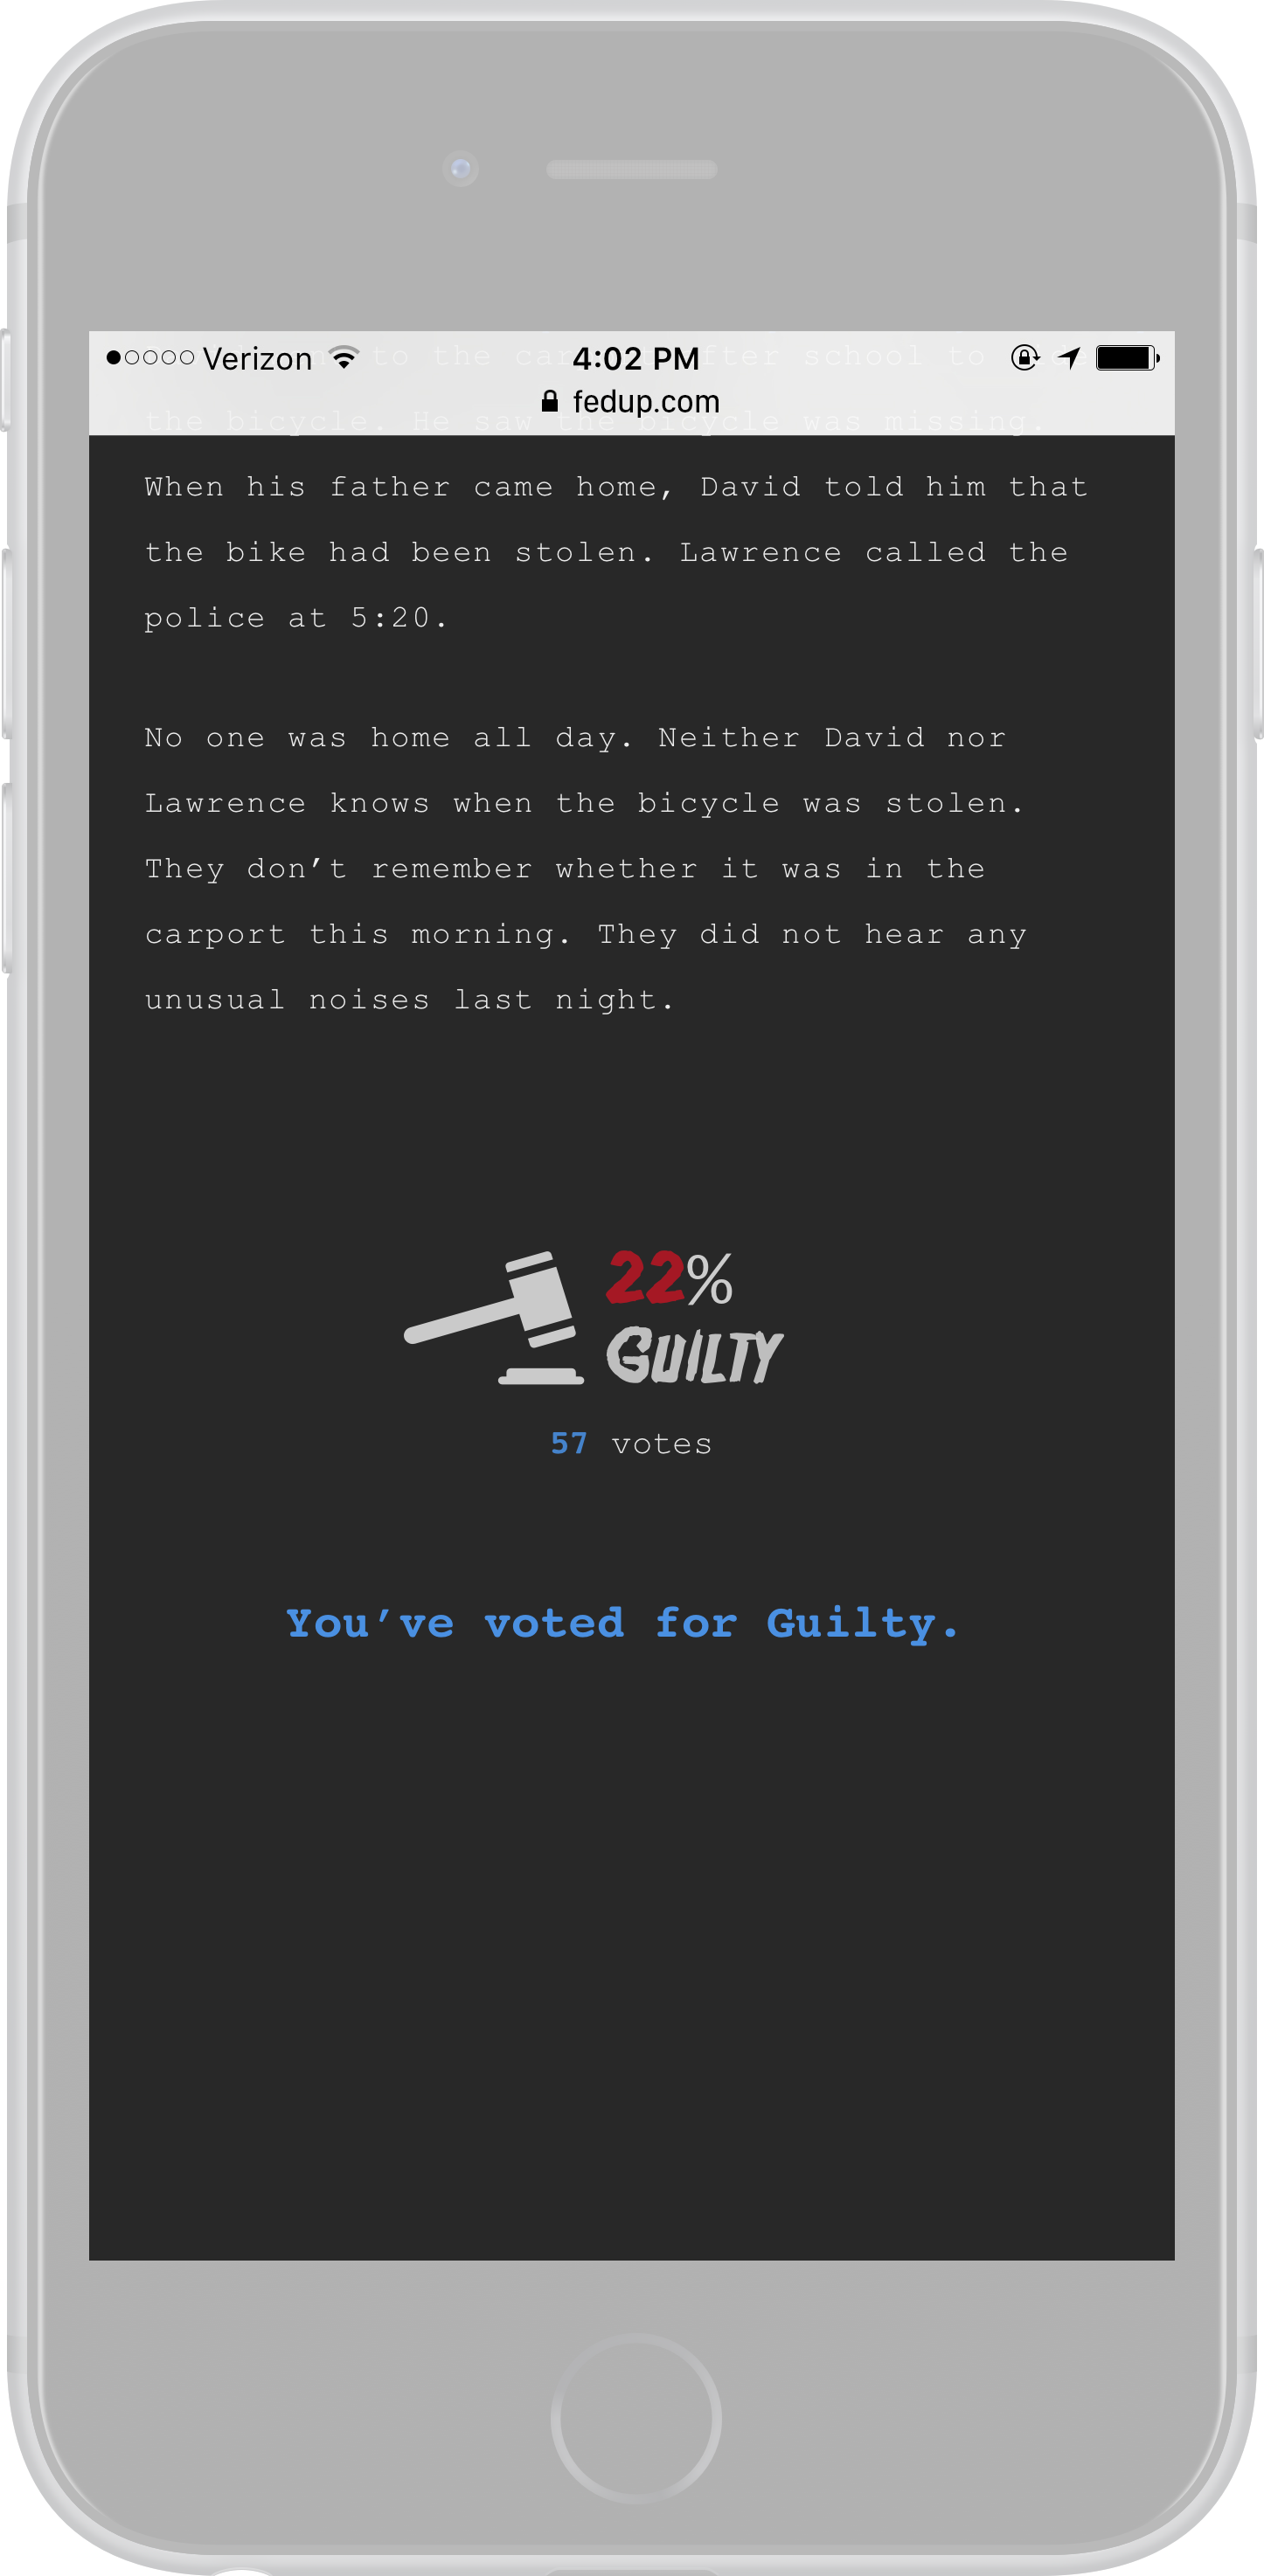 Verizon 4:02 PM
fedup.com
to the car after school to ide
the bicycle. He saw the bicycle was missing.
When his father came home, David told him that
the bike had been stolen. Lawrence called the
police at 5:20.
No one was home all day. Neither David nor
Lawrence knows when the bicycle was stolen.
They don’t remember whether it was in the
carport this morning. They did not hear any
unusual noises last night.
22%
GUILTY
57 votes
You’ve voted for Guilty.